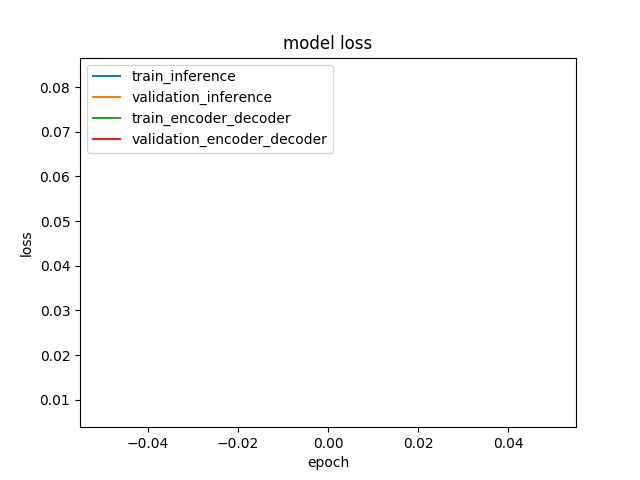 model loss
train_inference
validation_inference
train_encoder_decoder
validation_encoder_decoder
0.08
0.07
0.06
0.05
0.04
0.03
0.02
0.01
loss
−0.04 −0.02 0.00 0.02 0.04
epoch